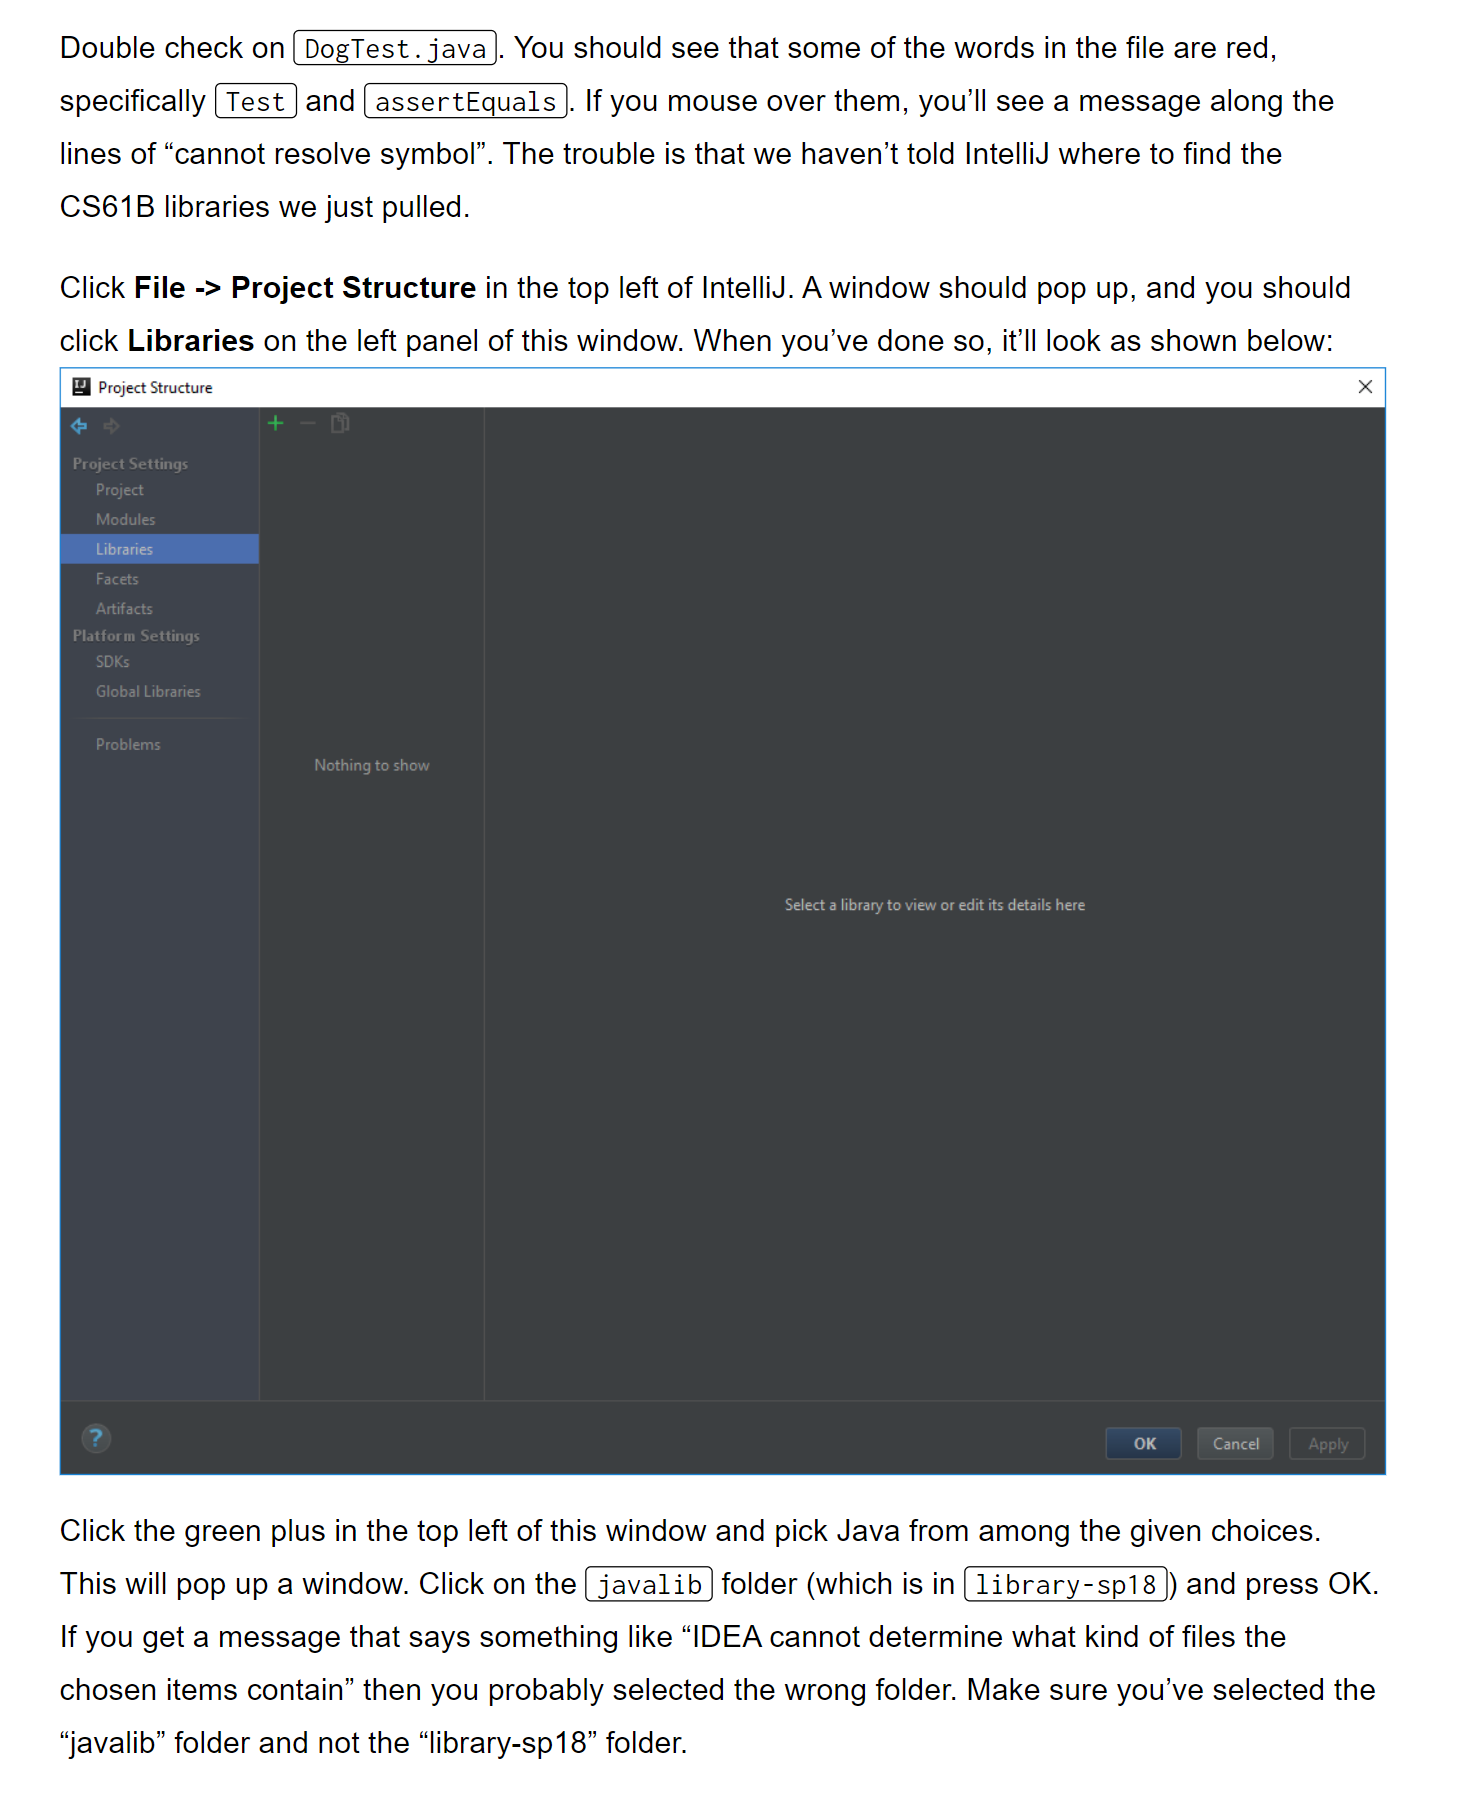 Double check on DogTest.java. You should see that some of the words in the file are red,
specifically Test and assertEquals. If you mouse over them, you’ll see a message along the
lines of “cannot resolve symbol”. The trouble is that we haven’t told IntelliJ where to find the
CS61B libraries we just pulled.
Click File -> Project Structure in the top left of IntelliJ. A window should pop up, and you should
click Libraries on the left panel of this window. When you’ve done so, it’ll look as shown below:
IJ Project Structure
Project Settings
Project
Modules
Libraries
Facets
Artifacts
Platform Settings
SDKs
Global Libraries
Problems
Nothing to show
Select a library to view or edit its details here
?
OK Cancel Apply
Click the green plus in the top left of this window and pick Java from among the given choices.
This will pop up a window. Click on the javalib folder (which is in library-sp18) and press OK.
If you get a message that says something like “IDEA cannot determine what kind of files the
chosen items contain” then you probably selected the wrong folder. Make sure you’ve selected the
“javalib” folder and not the “library-sp18” folder.